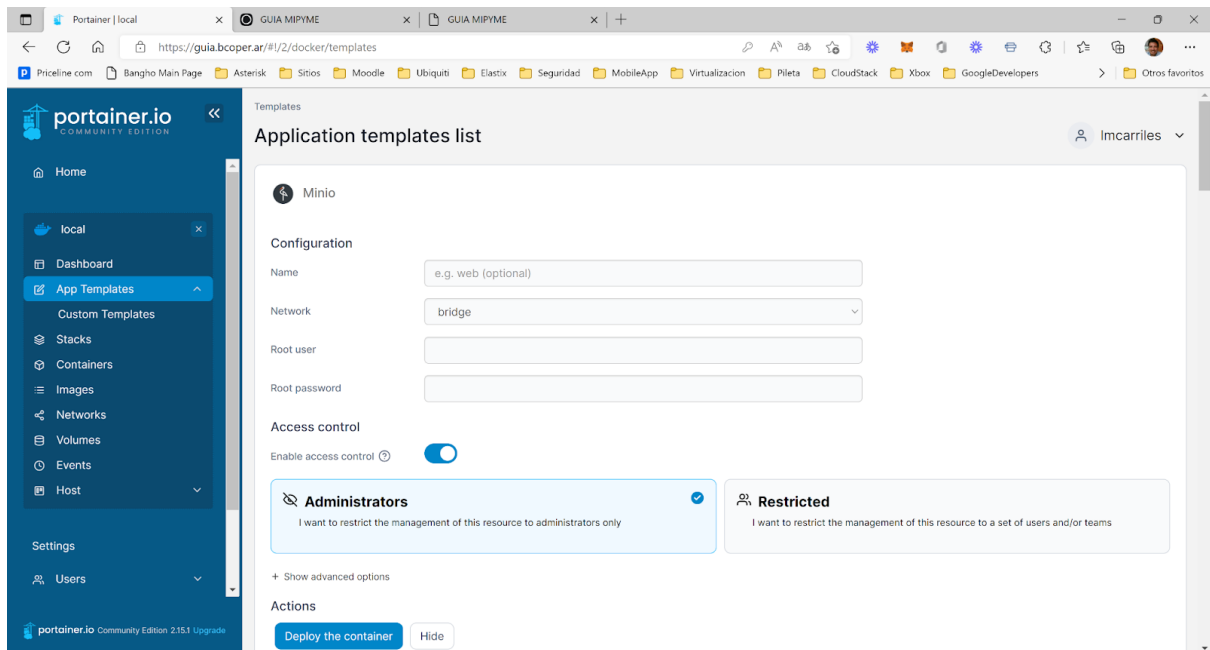 Portainer | local
GUIA MIPYME
GUIA MIPYME
https://guia.bcoper.ar/#!/2/docker/templates
Priceline com
Bangho Main Page
Asterisk
Sitios
Moodle
Ubiquiti
Elastix
Seguridad
MobileApp
Virtualizacion
Pileta
CloudStack
Xbox
GoogleDevelopers
Otros favoritos
portainer.io
COMMUNITY EDITION
Home
local
Dashboard
App Templates
Custom Templates
Stacks
Containers
Images
Networks
Volumes
Events
Host
Settings
Users
portainer.io Community Edition 2.15.1 Upgrade
Templates
Application templates list
lmcarriles
Minio
Configuration
Name
e.g. web (optional)
Network
bridge
Root user
Root password
Access control
Enable access control
Administrators
I want to restrict the management of this resource to administrators only
Restricted
I want to restrict the management of this resource to a set of users and/or teams
+ Show advanced options
Actions
Deploy the container
Hide